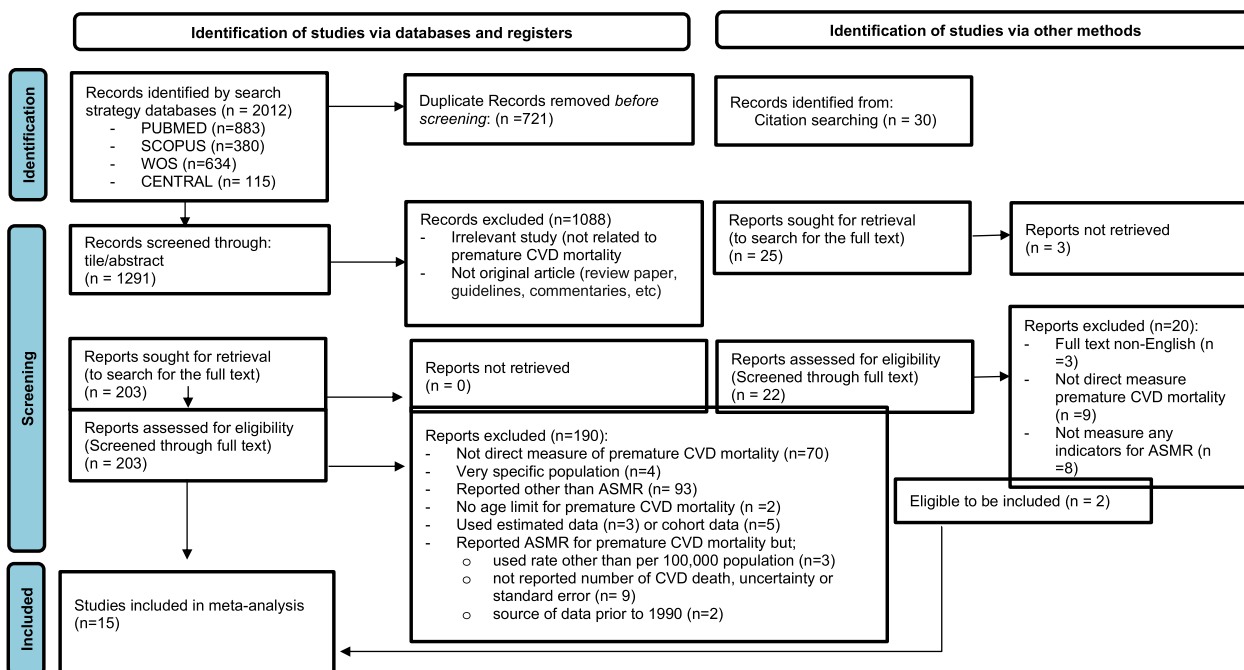 Identification of studies via databases and registers
Identification of studies via other methods
Identification
Records identified by search
strategy databases (n = 2012)
- PUBMED (n=883)
- SCOPUS (n=380)
- WOS (n=634)
- CENTRAL (n= 115)
Duplicate Records removed before
screening: (n =721)
Records identified from:
Citation searching (n = 30)
Screening
Records screened through:
tile/abstract
(n = 1291)
Records excluded (n=1088)
- Irrelevant study (not related to
premature CVD mortality
- Not original article (review paper,
guidelines, commentaries, etc)
Reports sought for retrieval
(to search for the full text)
(n = 25)
Reports not retrieved
(n = 3)
Reports sought for retrieval
(to search for the full text)
(n = 203)
Reports not retrieved
(n = 0)
Reports assessed for eligibility
(Screened through full text)
(n = 22)
Reports excluded (n=20):
- Full text non-English (n
=3)
- Not direct measure
premature CVD mortality
(n =9)
- Not measure any
indicators for ASMR (n
=8)
Reports assessed for eligibility
(Screened through full text)
(n = 203)
Reports excluded (n=190):
- Not direct measure of premature CVD mortality (n=70)
- Very specific population (n=4)
- Reported other than ASMR (n= 93)
- No age limit for premature CVD mortality (n =2)
- Used estimated data (n=3) or cohort data (n=5)
- Reported ASMR for premature CVD mortality but;
o used rate other than per 100,000 population (n=3)
o not reported number of CVD death, uncertainty or
standard error (n= 9)
o source of data prior to 1990 (n=2)
Eligible to be included (n = 2)
Included
Studies included in meta-analysis
(n=15)